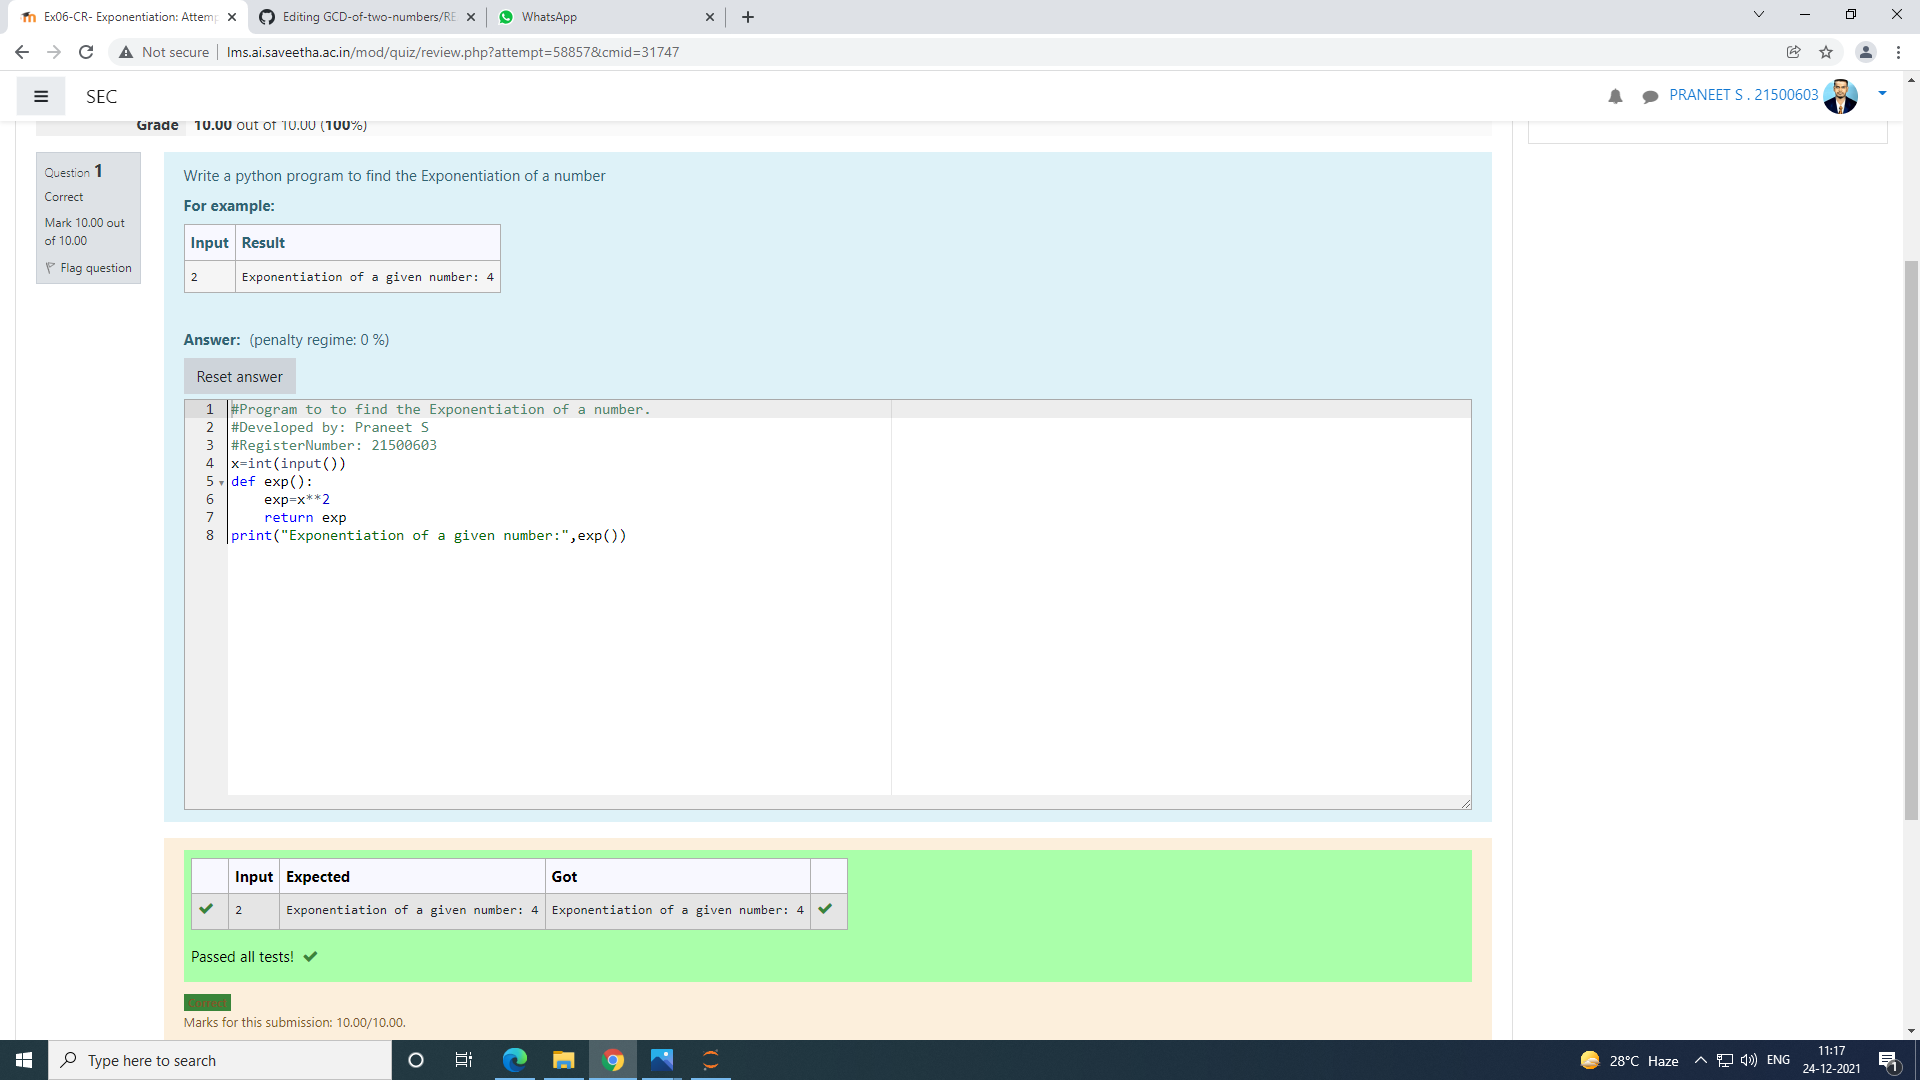 Ex06-CR- Exponentiation: Attemp
Editing GCD-of-two-numbers/RE
WhatsApp
Not secure
lms.ai.saveetha.ac.in/mod/quiz/review.php?attempt=58857&cmid=31747
SEC
PRANEET S . 21500603
Grade 10.00 out of 10.00 (100%)
Question 1
Correct
Mark 10.00 out
of 10.00
Flag question
Write a python program to find the Exponentiation of a number
For example:
Input Result
2 Exponentiation of a given number: 4
Answer: (penalty regime: 0 %)
Reset answer
1 #Program to to find the Exponentiation of a number.
2 #Developed by: Praneet S
3 #RegisterNumber: 21500603
4 x=int(input())
5 def exp():
6     exp=x**2
7     return exp
8 print("Exponentiation of a given number:",exp())
Input Expected Got
2 Exponentiation of a given number: 4 Exponentiation of a given number: 4
Passed all tests!
Correct
Marks for this submission: 10.00/10.00.
Type here to search
28°C Haze
ENG
11:17
24-12-2021
1